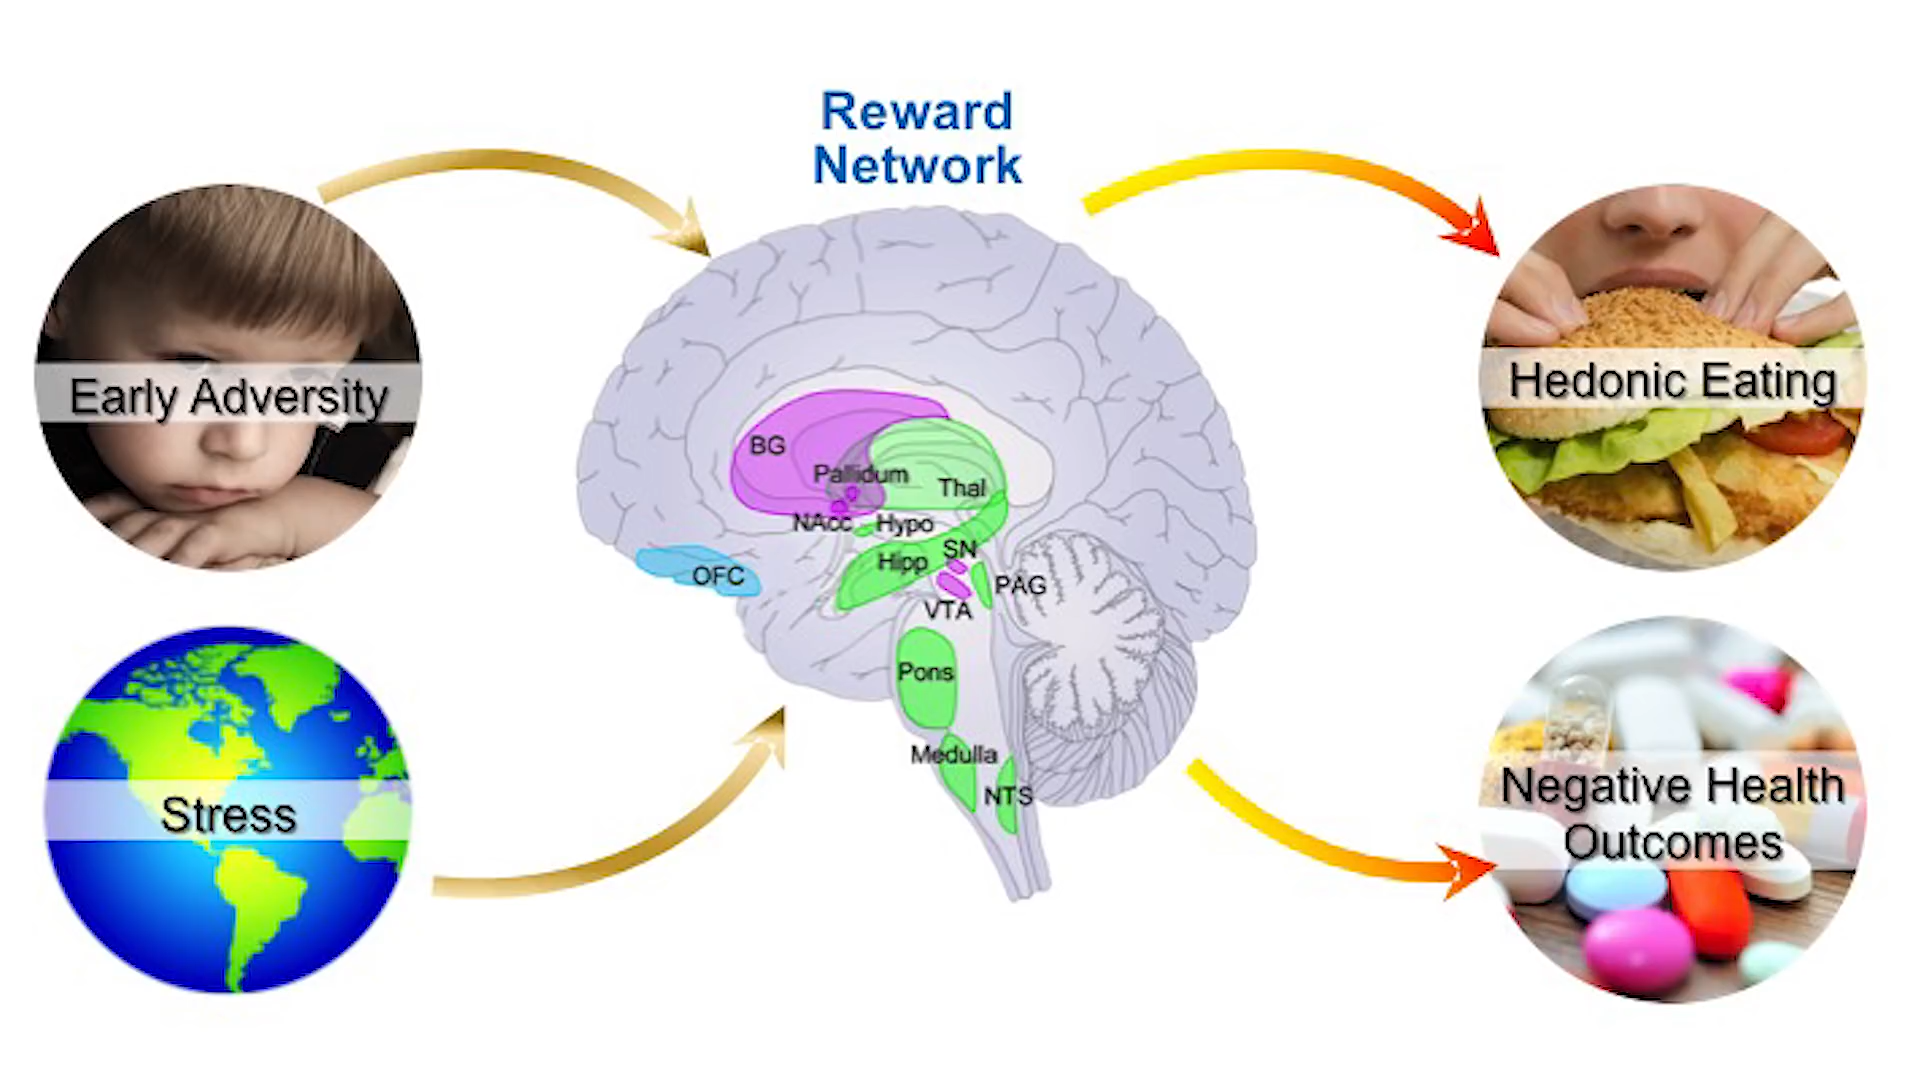 Reward
Network
Early Adversity
Hedonic Eating
BG
Pallidum
Thal
NAcc
Hypo
SN
Hipp
OFC
PAG
VTA
Pons
Medulla
NTS
Stress
Negative Health
Outcomes